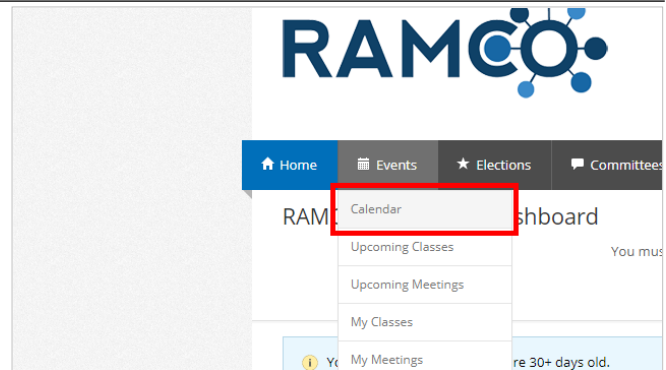 RAMCO
Home Events Elections Committees
Calendar
RAM shboard
Upcoming Classes
You mus
Upcoming Meetings
My Classes
My Meetings
Yo re 30+ days old.